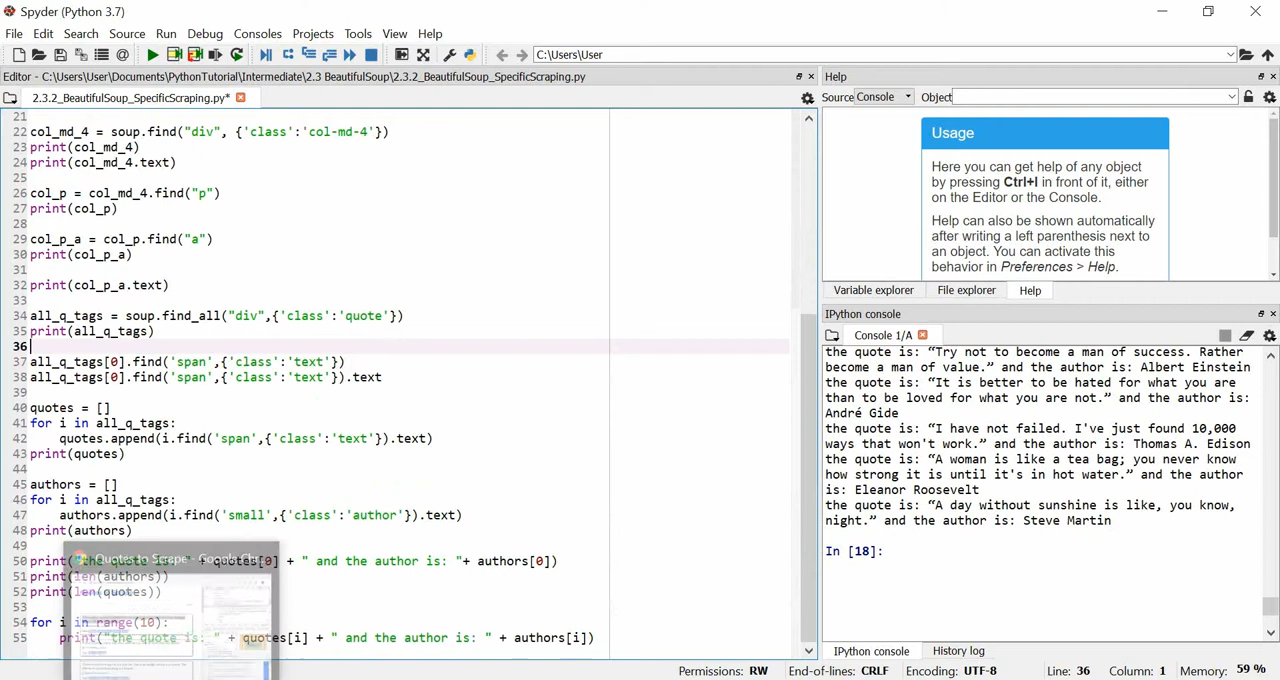 Spyder (Python 3.7)
File Edit Search Source Run Debug Consoles Projects Tools View Help
C:\Users\User
Editor - C:\Users\User\Documents\PythonTutorial\Intermediate\2.3 BeautifulSoup\2.3.2_BeautifulSoup_SpecificScraping.py
2.3.2_BeautifulSoup_SpecificScraping.py*
21
22 col_md_4 = soup.find("div", {'class':'col-md-4'})
23 print(col_md_4)
24 print(col_md_4.text)
25
26 col_p = col_md_4.find("p")
27 print(col_p)
28
29 col_p_a = col_p.find("a")
30 print(col_p_a)
31
32 print(col_p_a.text)
33
34 all_q_tags = soup.find_all("div",{'class':'quote'})
35 print(all_q_tags)
36
37 all_q_tags[0].find('span',{'class':'text'})
38 all_q_tags[0].find('span',{'class':'text'}).text
39
40 quotes = []
41 for i in all_q_tags:
42 quotes.append(i.find('span',{'class':'text'}).text)
43 print(quotes)
44
45 authors = []
46 for i in all_q_tags:
47 authors.append(i.find('small',{'class':'author'}).text)
48 print(authors)
49
50 print("the quote is: " + quotes[0] + " and the author is: "+ authors[0])
51 print(len(authors))
52 print(len(quotes))
53
54 for i in range(10):
55 print("the quote is: " + quotes[i] + " and the author is: " + authors[i])
Quotes to Scrape - Google Chr...
Help
Source Console Object
Usage
Here you can get help of any object
by pressing Ctrl+I in front of it, either
on the Editor or the Console.
Help can also be shown automatically
after writing a left parenthesis next to
an object. You can activate this
behavior in Preferences > Help.
Variable explorer File explorer Help
IPython console
Console 1/A
the quote is: “Try not to become a man of success. Rather
become a man of value.” and the author is: Albert Einstein
the quote is: “It is better to be hated for what you are
than to be loved for what you are not.” and the author is:
André Gide
the quote is: “I have not failed. I've just found 10,000
ways that won't work.” and the author is: Thomas A. Edison
the quote is: “A woman is like a tea bag; you never know
how strong it is until it's in hot water.” and the author
is: Eleanor Roosevelt
the quote is: “A day without sunshine is like, you know,
night.” and the author is: Steve Martin
In [18]:
IPython console History log
Permissions: RW End-of-lines: CRLF Encoding: UTF-8 Line: 36 Column: 1 Memory: 59 %